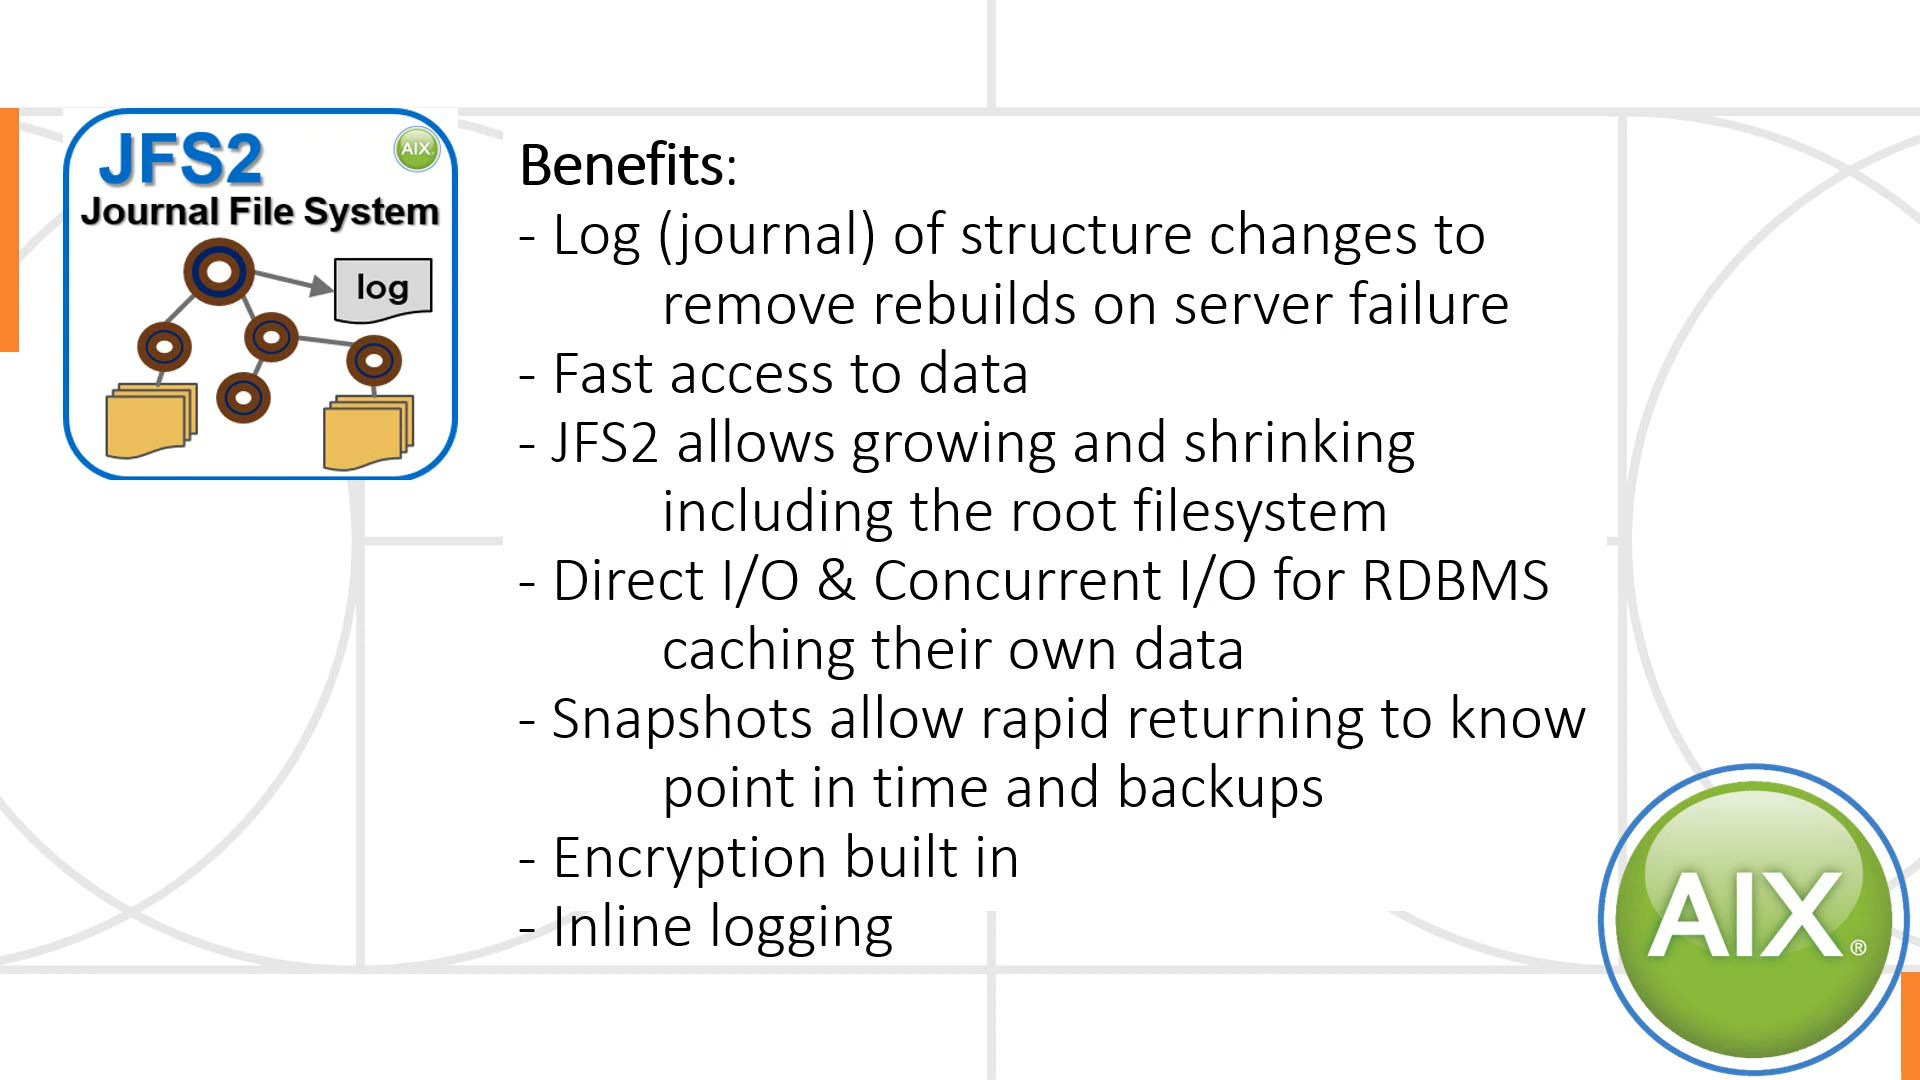 JFS2
AIX
Journal File System
log
Benefits:
- Log (journal) of structure changes to
remove rebuilds on server failure
- Fast access to data
- JFS2 allows growing and shrinking
including the root filesystem
- Direct I/O & Concurrent I/O for RDBMS
caching their own data
- Snapshots allow rapid returning to know
point in time and backups
- Encryption built in
- Inline logging
AIX®